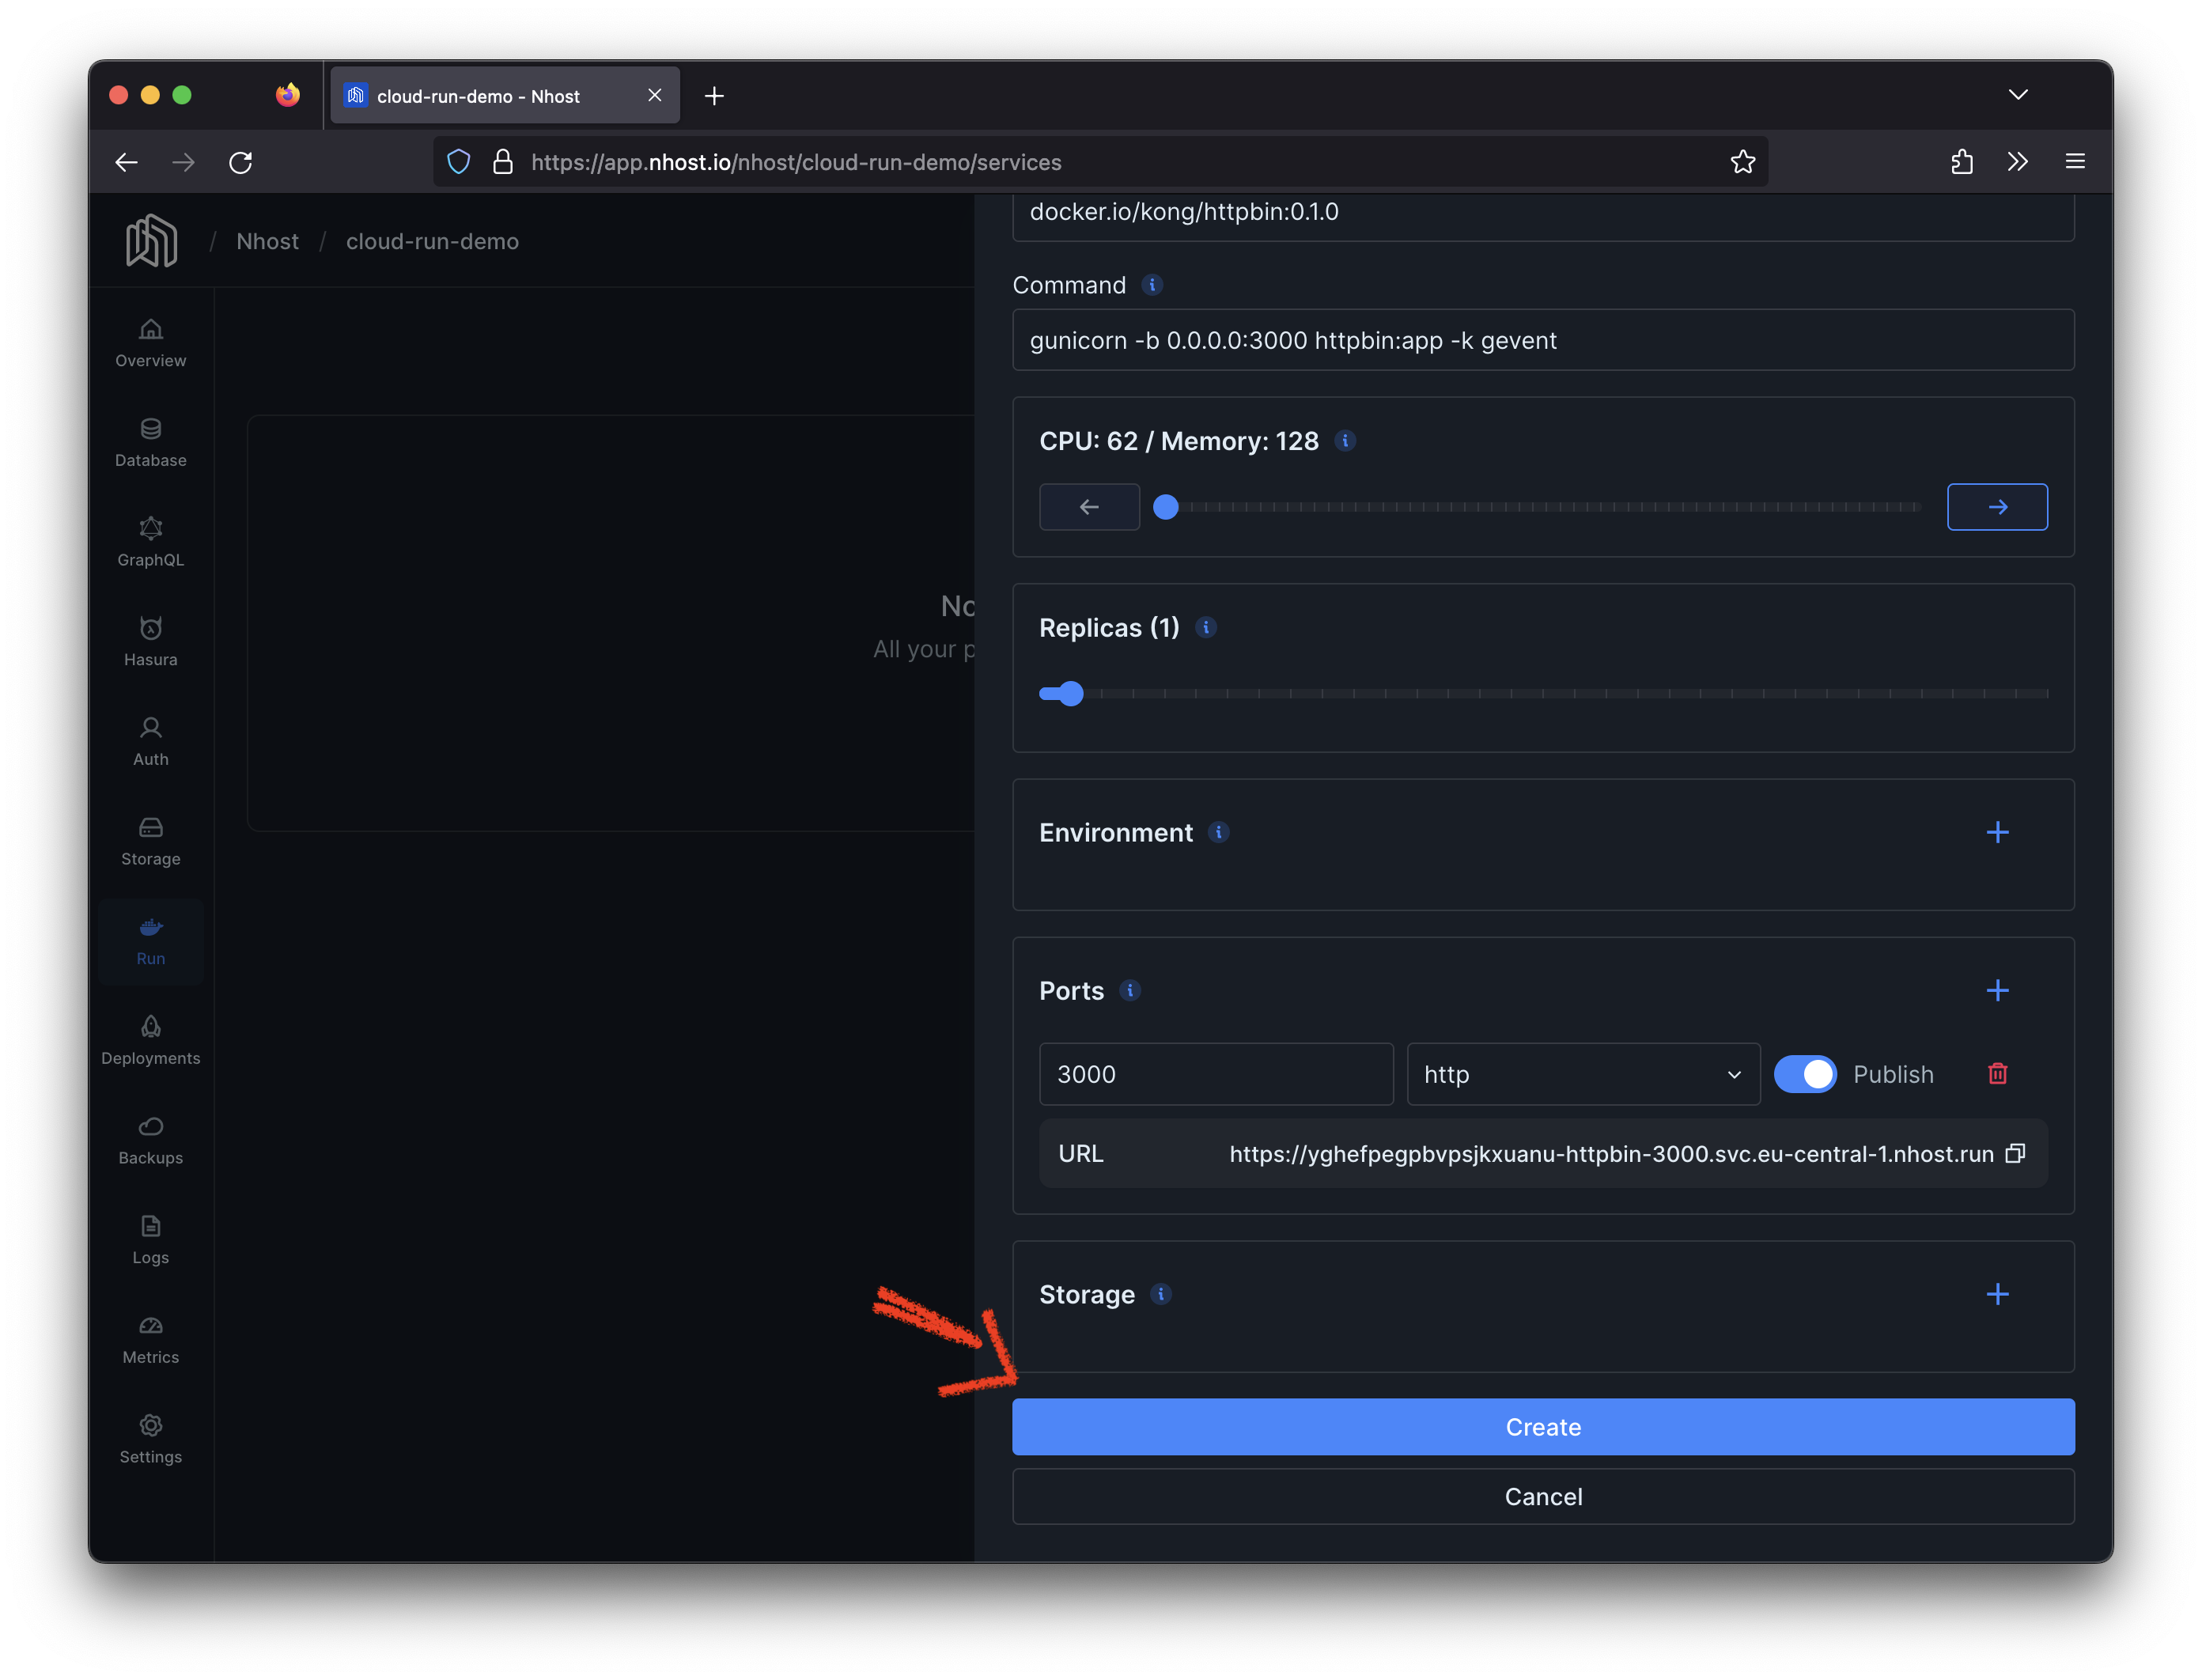 cloud-run-demo - Nhost
https://app.nhost.io/nhost/cloud-run-demo/services
/ Nhost / cloud-run-demo
Overview
Database
GraphQL
Hasura
Auth
Storage
Run
Deployments
Backups
Logs
Metrics
Settings
All your
docker.io/kong/httpbin:0.1.0
Command
gunicorn -b 0.0.0.0:3000 httpbin:app -k gevent
CPU: 62 / Memory: 128
Replicas (1)
Environment
Ports
3000 http Publish
URL https://yghefpegpbvpsjkxuanu-httpbin-3000.svc.eu-central-1.nhost.run
Storage
Create
Cancel